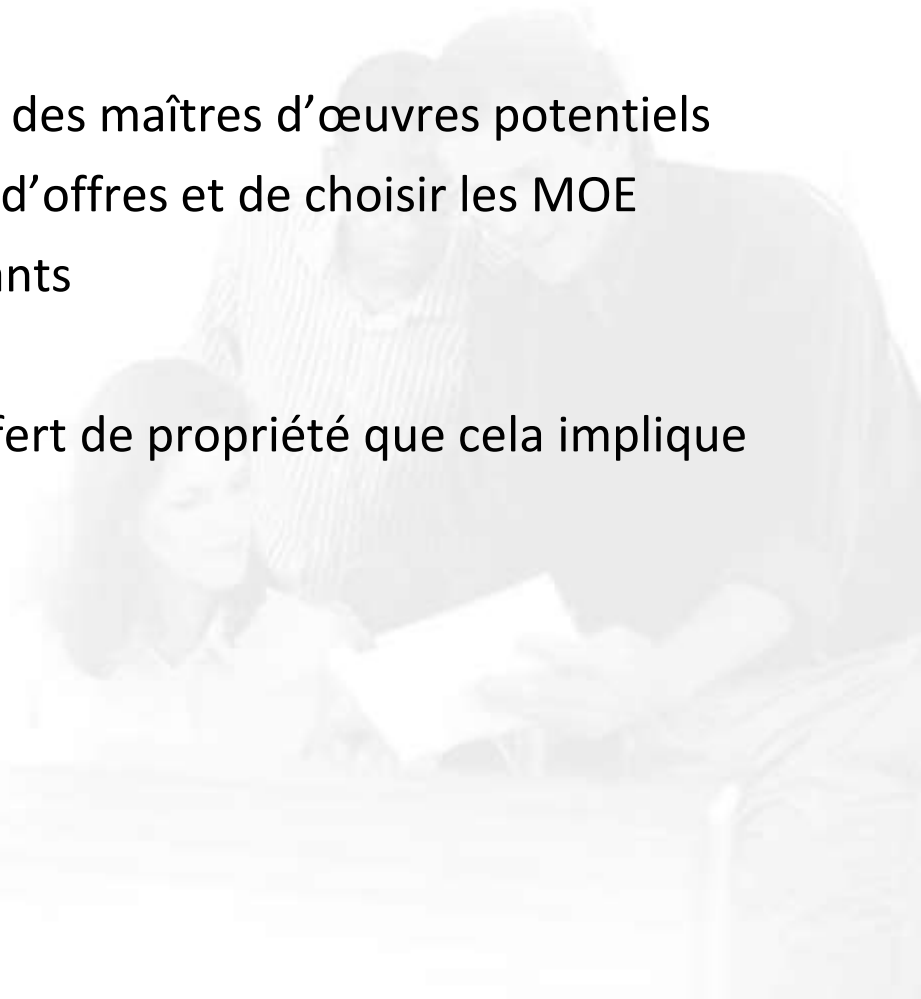 des maîtres d’œuvres potentiels
d’offres et de choisir les MOE
nts
fert de propriété que cela implique